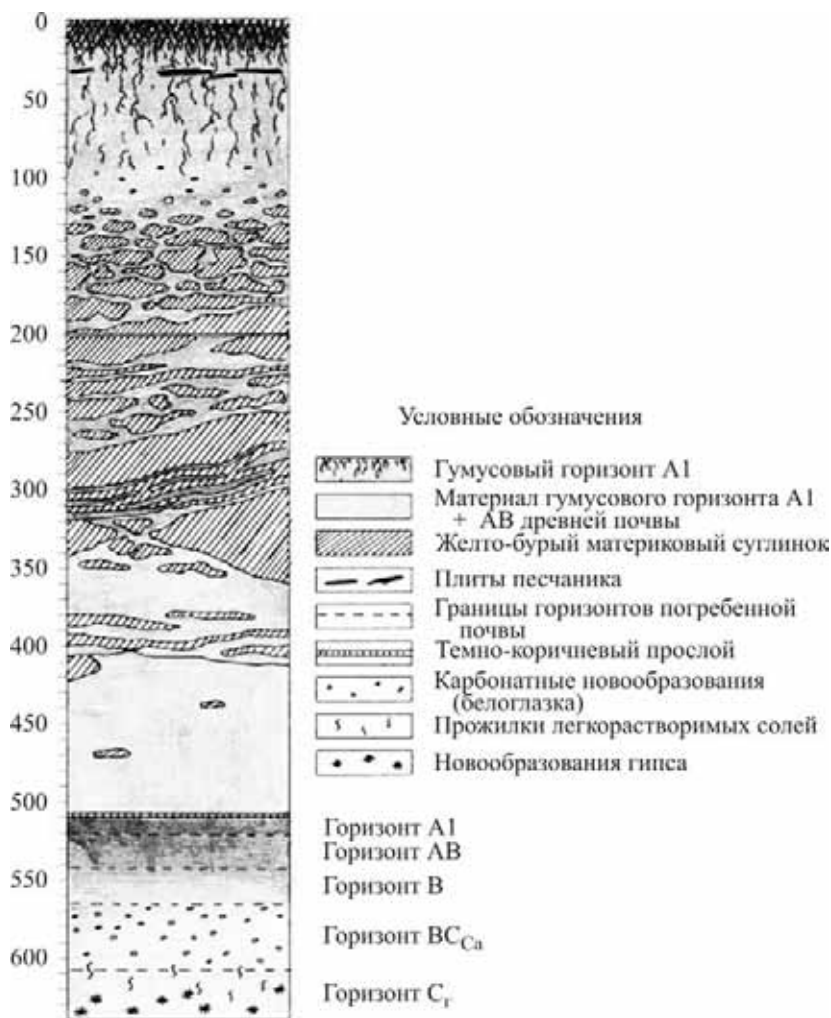 0
50
100
150
200
250
300
350
400
450
500
550
600
Условные обозначения
Гумусовый горизонт А1
Материал гумусового горизонта А1
+ АВ древней почвы
Желто-бурый материковый суглинок
Плиты песчаника
Границы горизонтов погребенной
почвы
Темно-коричневый прослой
Карбонатные новообразования
(белоглазка)
Прожилки легкорастворимых солей
Новообразования гипса
Горизонт А1
Горизонт АВ
Горизонт В
Горизонт ВС_Са
Горизонт С_г